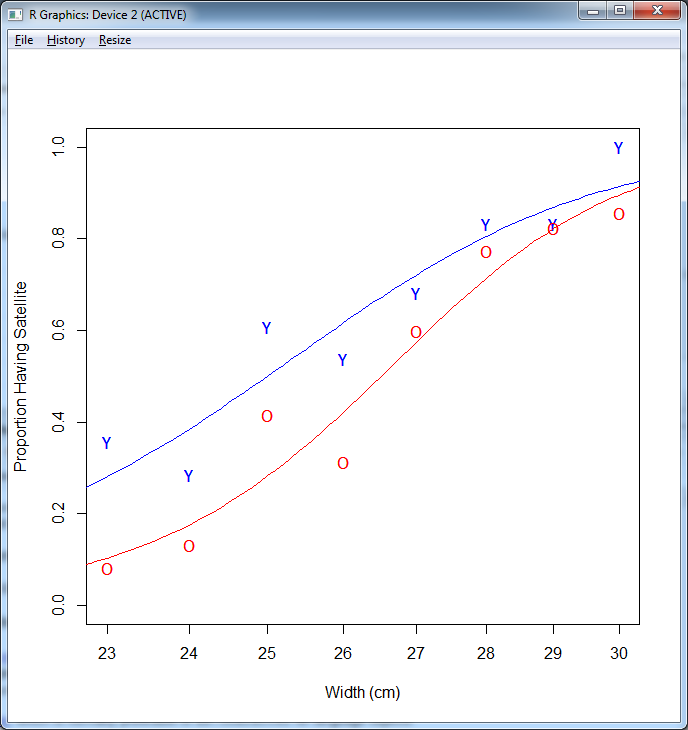 R Graphics: Device 2 (ACTIVE)
File History Resize
1.0
0.8
0.6
0.4
0.2
0.0
Proportion Having Satellite
Y
Y
Y
Y
Y
Y
Y
Y
O
O
O
O
O
O
O
O
23 24 25 26 27 28 29 30
Width (cm)